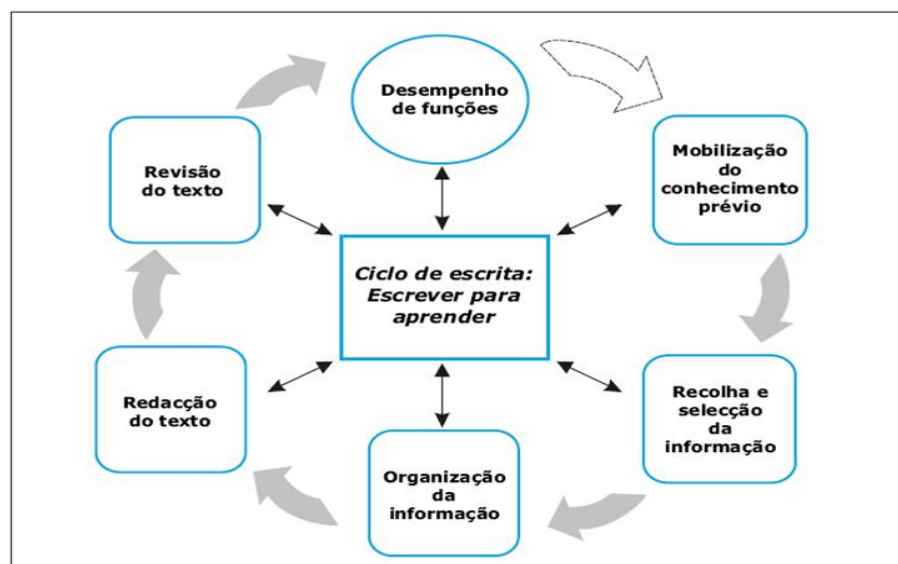 Desempenho
de funções
Mobilização
do
conhecimento
prévio
Recolha e
selecção
da
informação
Organização
da
informação
Redacção
do texto
Revisão
do texto
Ciclo de escrita:
Escrever para
aprender